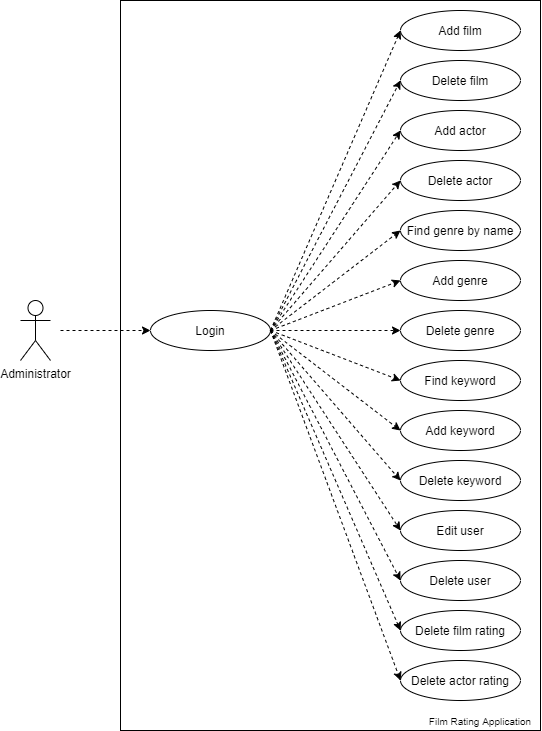 Add film
Delete film
Add actor
Delete actor
Find genre by name
Add genre
Administrator
Login
Delete genre
Find keyword
Add keyword
Delete keyword
Edit user
Delete user
Delete film rating
Delete actor rating
Film Rating Application